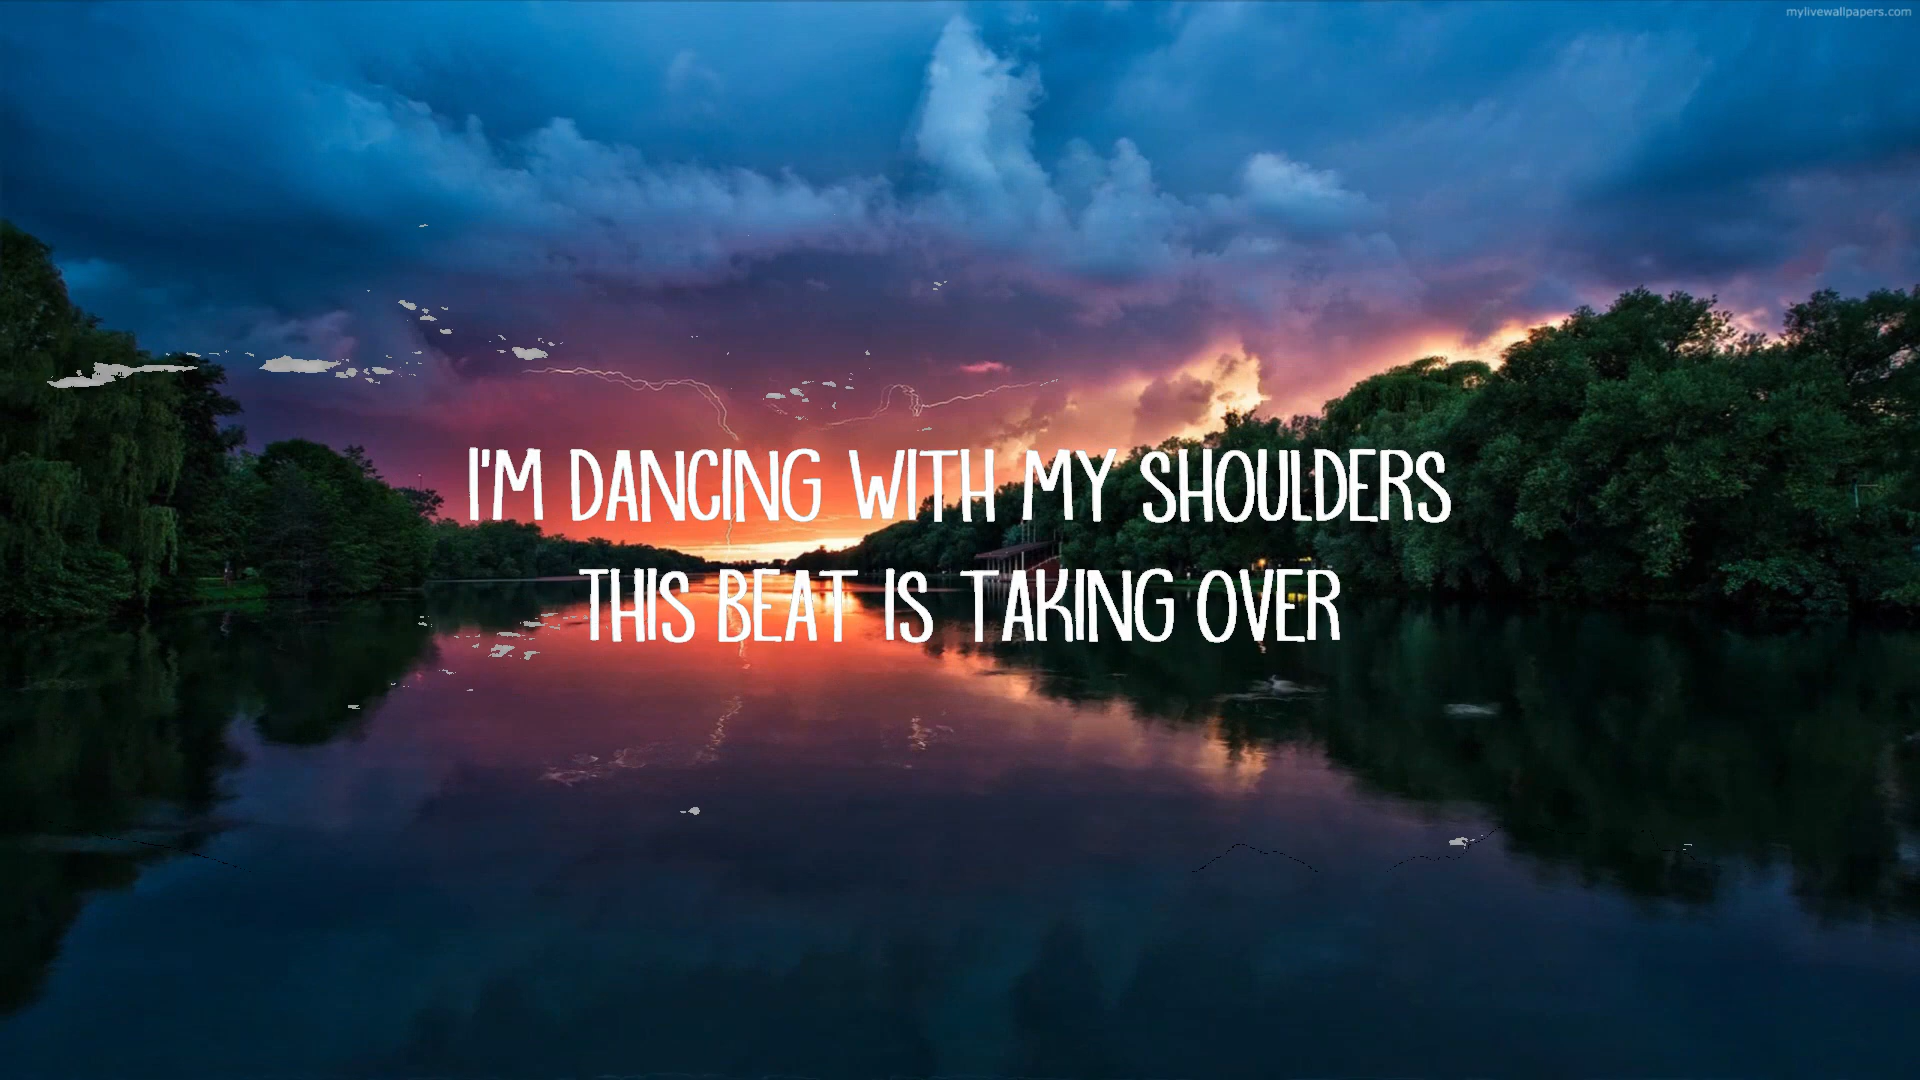 mylivewallpapers.com
I'M DANCING WITH MY SHOULDERS
THIS BEAT IS TAKING OVER